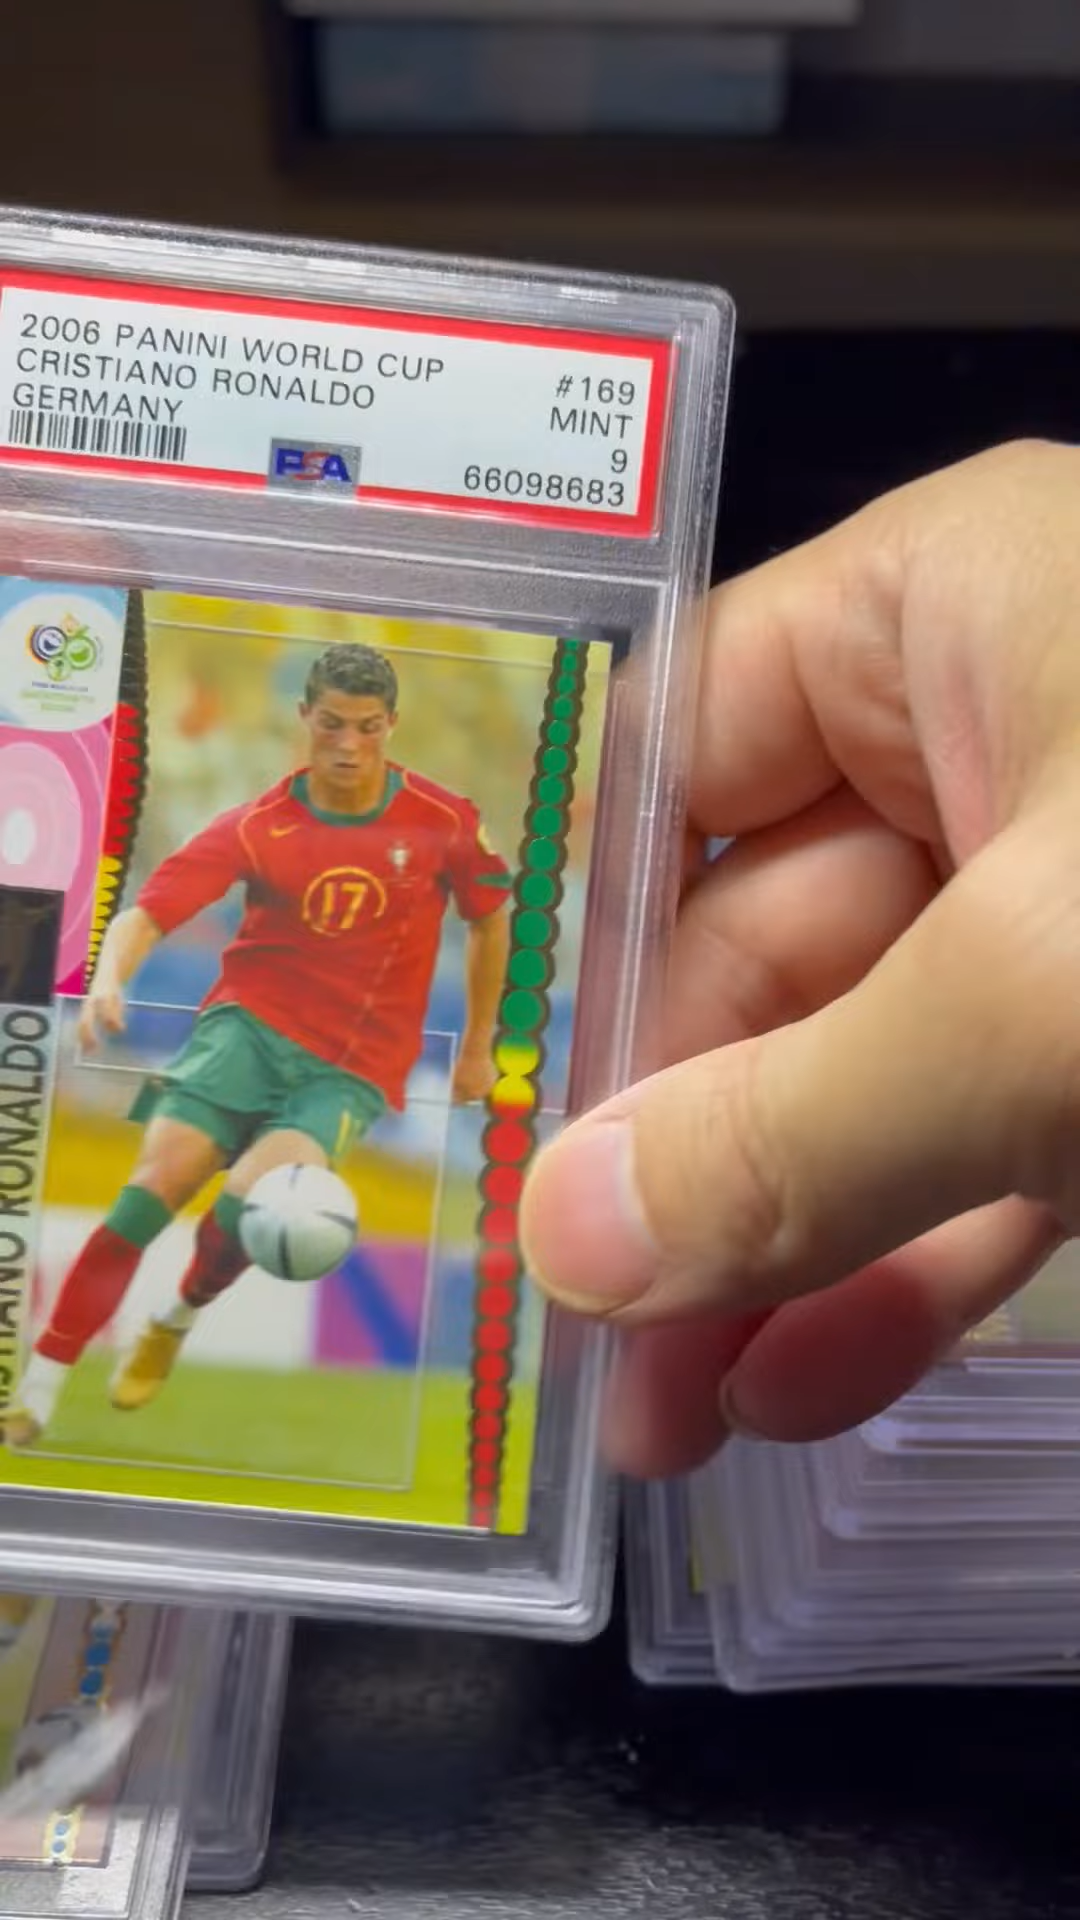 2006 PANINI WORLD CUP
CRISTIANO RONALDO
GERMANY
#169
MINT
9
PSA
66098683
17
CRISTIANO RONALDO